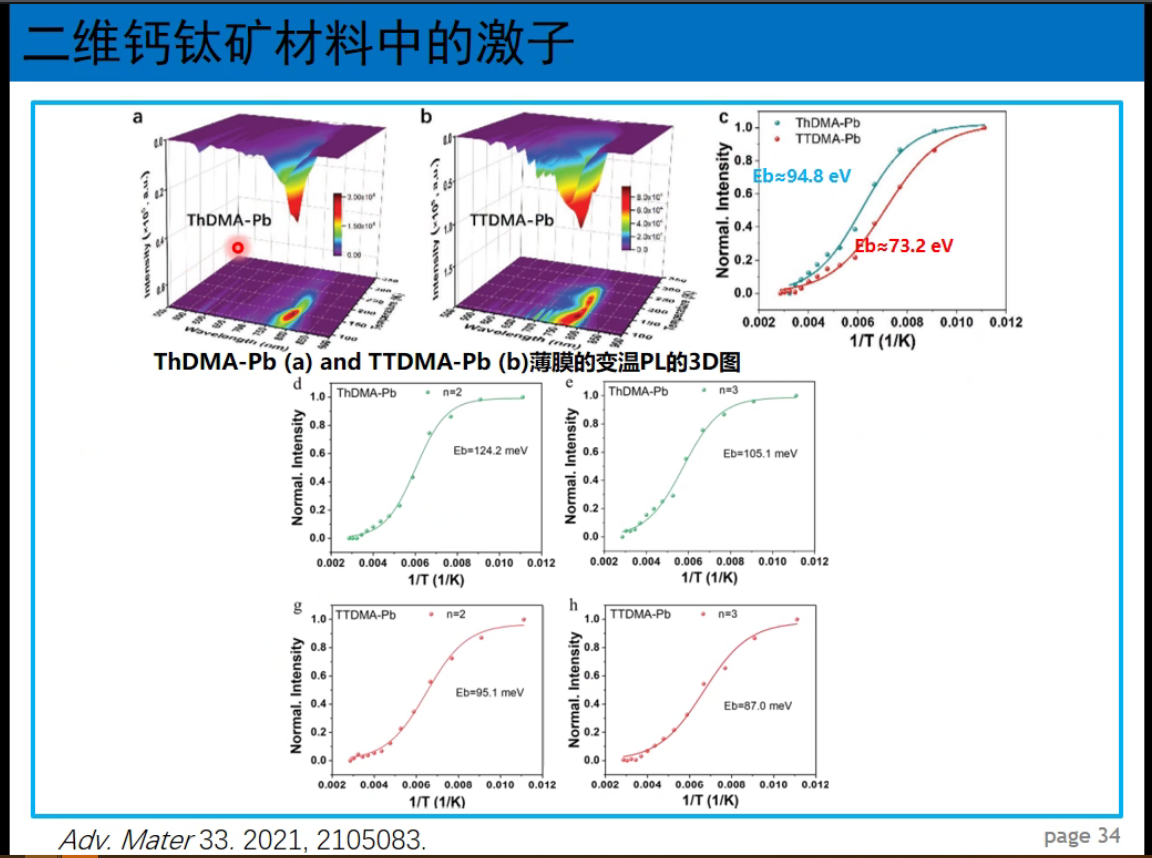 二维钙钛矿材料中的激子
a
b
c
ThDMA-Pb
TTDMA-Pb
ThDMA-Pb
TTDMA-Pb
Eb≈94.8 eV
Eb≈73.2 eV
Normal. Intensity
1.0
0.8
0.6
0.4
0.2
0.0
0.002 0.004 0.006 0.008 0.010 0.012
1/T (1/K)
Wavelength (nm)
Wavelength (nm)
ThDMA-Pb (a) and TTDMA-Pb (b)薄膜的变温PL的3D图
d
ThDMA-Pb n=2
Eb=124.2 meV
Normal. Intensity
1.0
0.8
0.6
0.4
0.2
0.0
0.002 0.004 0.006 0.008 0.010 0.012
1/T (1/K)
e
ThDMA-Pb n=3
Eb=105.1 meV
Normal. Intensity
1.0
0.8
0.6
0.4
0.2
0.0
0.002 0.004 0.006 0.008 0.010 0.012
1/T (1/K)
g
TTDMA-Pb n=2
Eb=95.1 meV
Normal. Intensity
1.0
0.8
0.6
0.4
0.2
0.0
0.002 0.004 0.006 0.008 0.010 0.012
1/T (1/K)
h
TTDMA-Pb n=3
Eb=87.0 meV
Normal. Intensity
1.0
0.8
0.6
0.4
0.2
0.0
0.002 0.004 0.006 0.008 0.010 0.012
1/T (1/K)
Adv. Mater 33. 2021, 2105083.
page 34